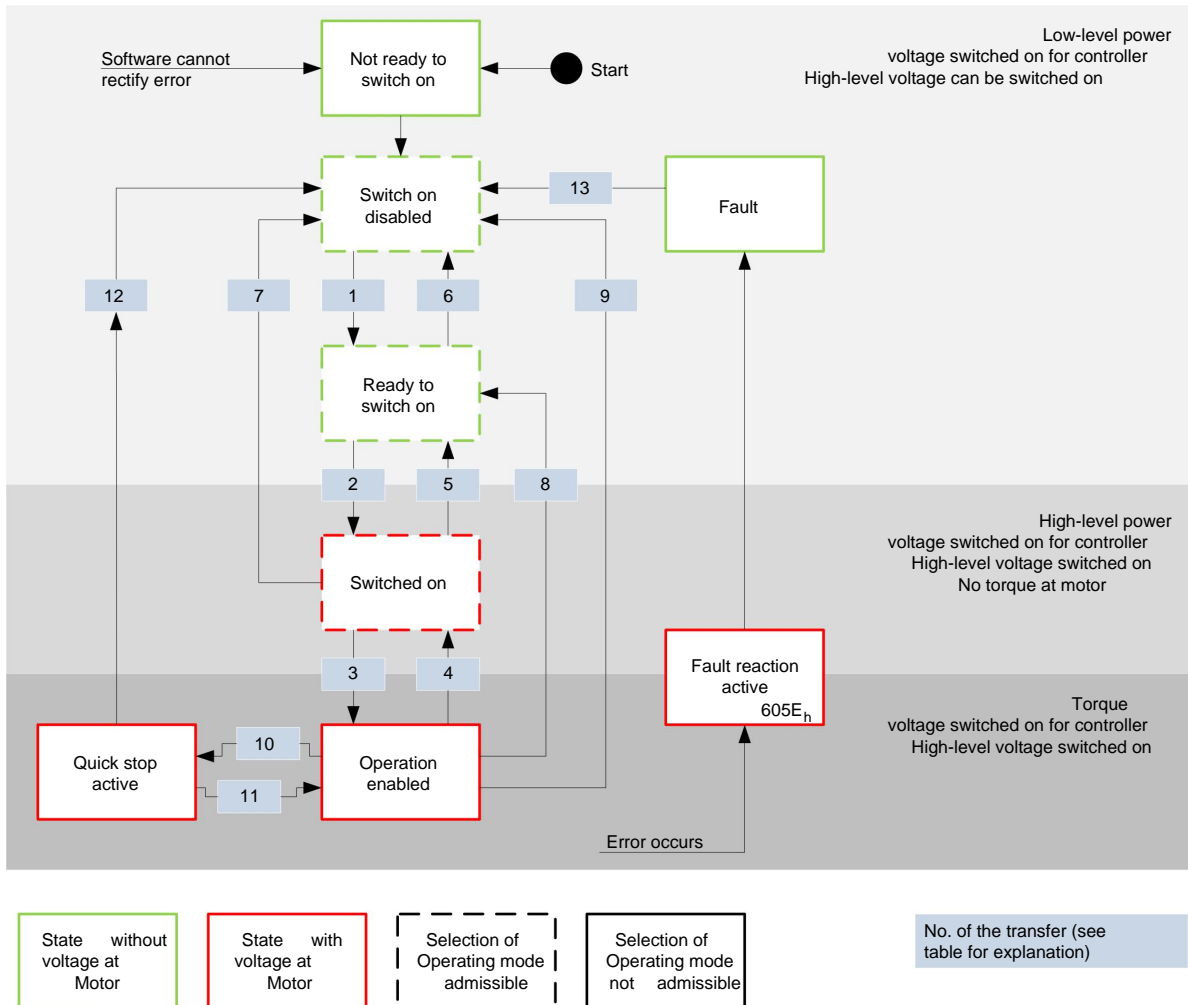 Low-level power
voltage switched on for controller
High-level voltage can be switched on
Software cannot
rectify error
Not ready to
switch on
Start
Switch on
disabled
13
Fault
12
7
1
6
9
Ready to
switch on
2
5
8
High-level power
voltage switched on for controller
High-level voltage switched on
No torque at motor
Switched on
3
4
Fault reaction
active
605Eh
Torque
voltage switched on for controller
High-level voltage switched on
Quick stop
active
10
11
Operation
enabled
Error occurs
State without
voltage at
Motor
State with
voltage at
Motor
Selection of
Operating mode
admissible
Selection of
Operating mode
not admissible
No. of the transfer (see
table for explanation)